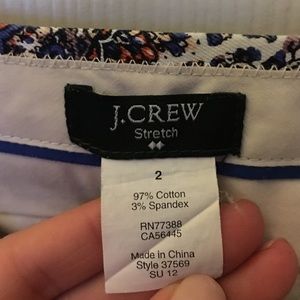 J.CREW
Stretch
2
97% Cotton
3% Spandex
RN77388
CA56445
Made in China
Style 37569
SU 12